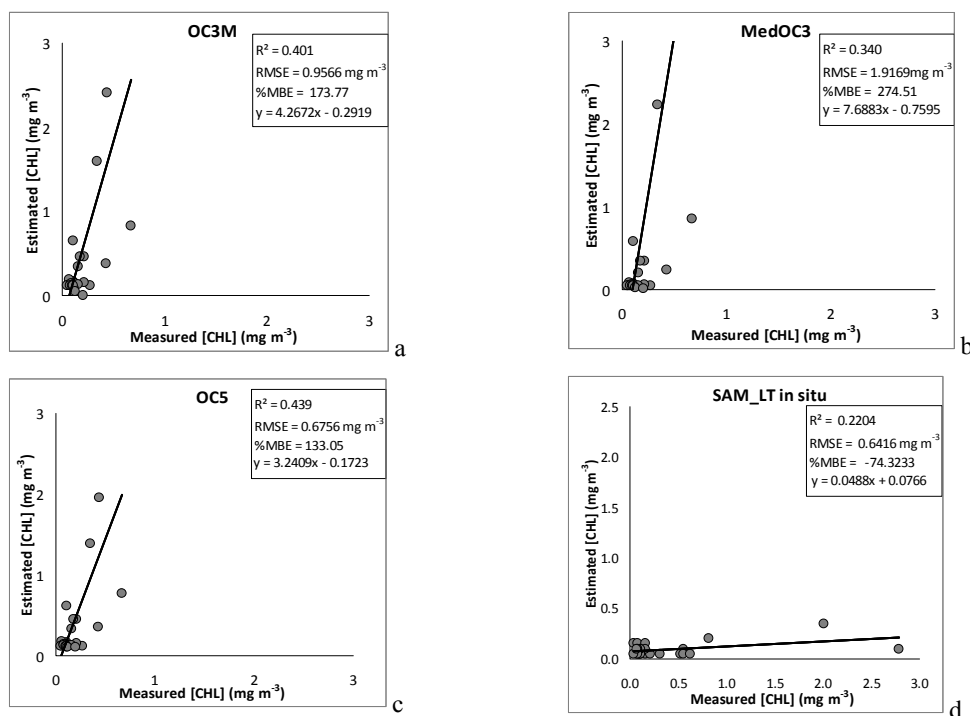 OC3M
R² = 0.401
RMSE = 0.9566 mg m⁻³
%MBE = 173.77
y = 4.2672x - 0.2919
3
2
1
0
Estimated [CHL] (mg m⁻³)
0 1 2 3
Measured [CHL] (mg m⁻³)
a
MedOC3
R² = 0.340
RMSE = 1.9169mg m⁻³
%MBE = 274.51
y = 7.6883x - 0.7595
3
2
1
0
Estimated [CHL] (mg m⁻³)
0 1 2 3
Measured [CHL] (mg m⁻³)
b
OC5
R² = 0.439
RMSE = 0.6756 mg m⁻³
%MBE = 133.05
y = 3.2409x - 0.1723
3
2
1
0
Estimated [CHL] (mg m⁻³)
0 1 2 3
Measured [CHL] (mg m⁻³)
c
SAM_LT in situ
R² = 0.2204
RMSE = 0.6416 mg m⁻³
%MBE = -74.3233
y = 0.0488x + 0.0766
2.5
2.0
1.5
1.0
0.5
0.0
Estimated [CHL] (mg m⁻³)
0.0 0.5 1.0 1.5 2.0 2.5 3.0
Measured [CHL] (mg m⁻³)
d